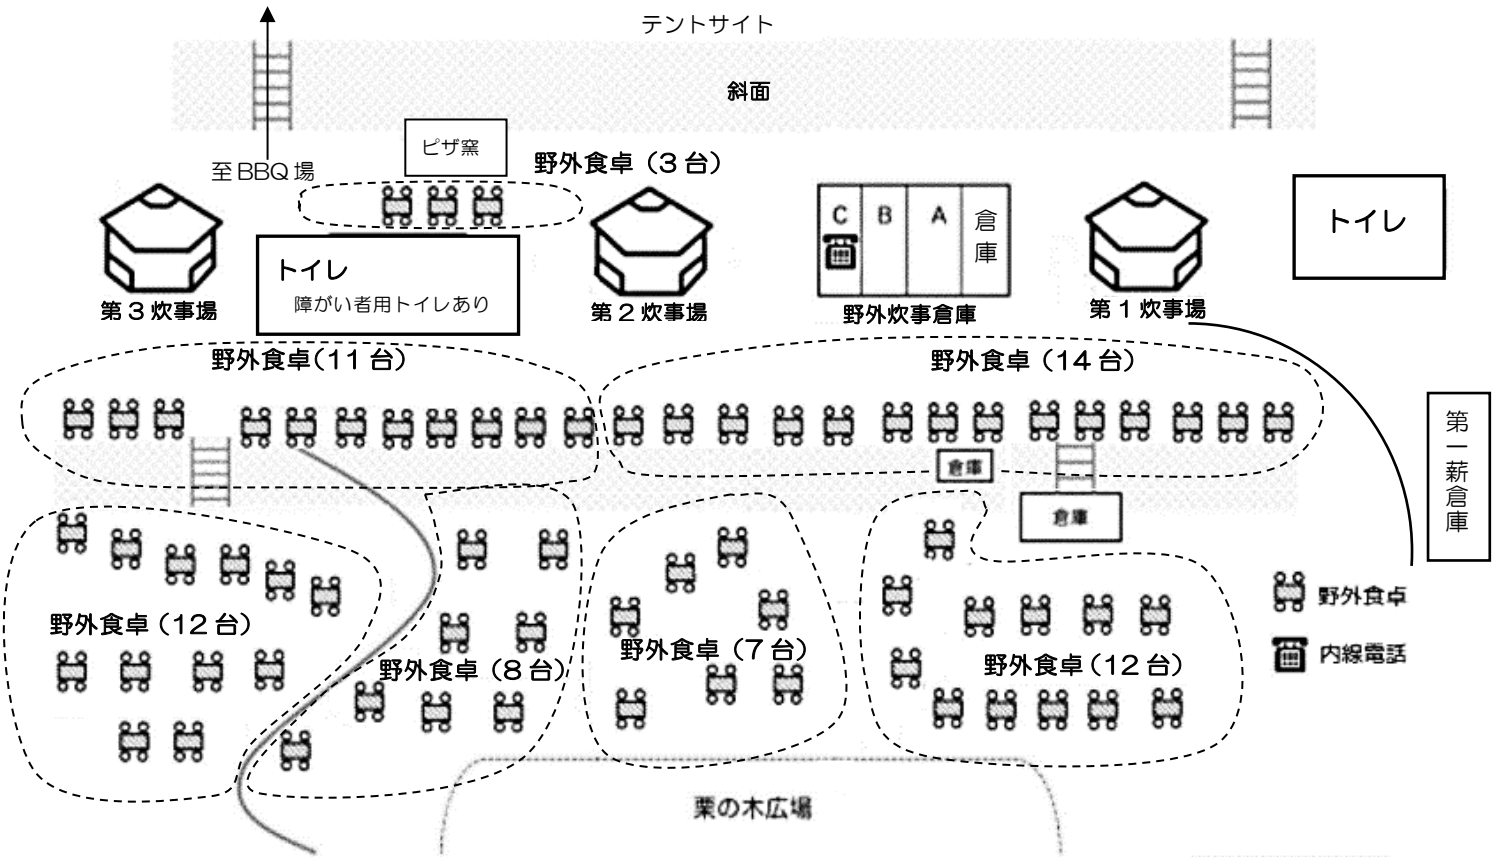 テントサイト
斜面
ピザ窯
至BBQ場
野外食卓（3台）
C
B
A
倉庫
トイレ
トイレ
障がい者用トイレあり
第3炊事場
第2炊事場
野外炊事倉庫
第1炊事場
野外食卓（11台）
野外食卓（14台）
第一薪倉庫
倉庫
倉庫
野外食卓
野外食卓（12台）
野外食卓（8台）
野外食卓（7台）
野外食卓（12台）
内線電話
栗の木広場